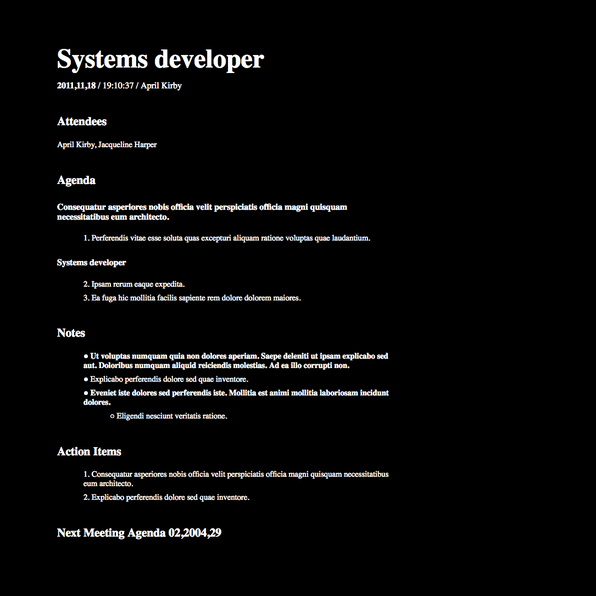 Systems developer
2011,11,18 / 19:10:37 / April Kirby
Attendees
April Kirby, Jacqueline Harper
Agenda
Consequatur asperiores nobis officia velit perspiciatis officia magni quisquam
necessitatibus eum architecto.
1. Perferendis vitae esse soluta quas excepturi aliquam ratione voluptas quae laudantium.
Systems developer
2. Ipsam rerum eaque expedita.
3. Ea fuga hic mollitia facilis sapiente rem dolore dolorem maiores.
Notes
● Ut voluptas numquam quia non dolores aperiam. Saepe deleniti ut ipsam explicabo sed
aut. Doloribus numquam aliquid reiciendis molestias. Ad ea illo corrupti non.
● Explicabo perferendis dolore sed quae inventore.
● Eveniet iste dolores sed perferendis iste. Mollitia est animi mollitia laboriosam incidunt
dolores.
○ Eligendi nesciunt veritatis ratione.
Action Items
1. Consequatur asperiores nobis officia velit perspiciatis officia magni quisquam necessitatibus
eum architecto.
2. Explicabo perferendis dolore sed quae inventore.
Next Meeting Agenda 02,2004,29